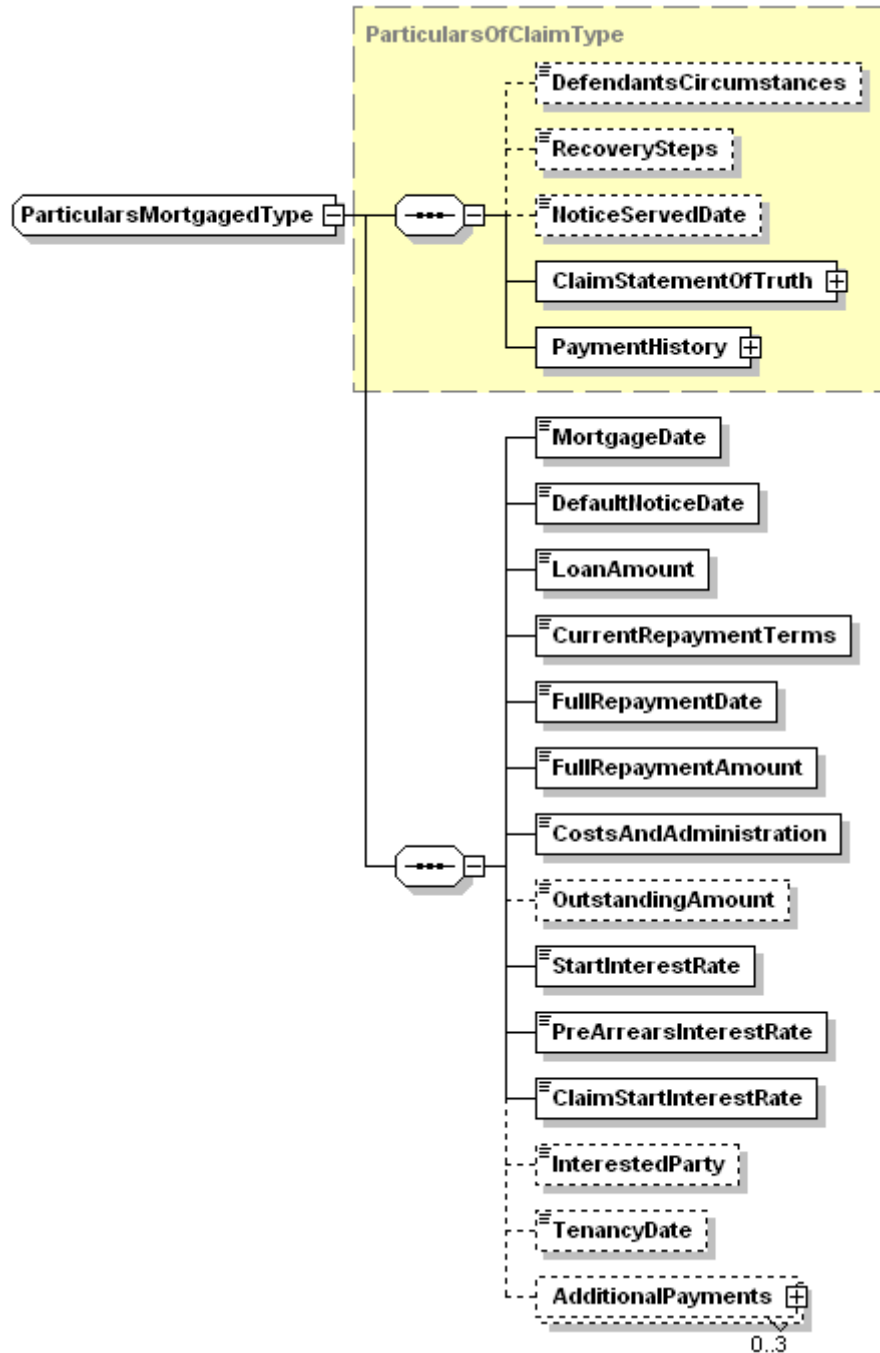 ParticularsOfClaimType
DefendantsCircumstances
RecoverySteps
ParticularsMortgagedType
NoticeServedDate
ClaimStatementOfTruth
PaymentHistory
MortgageDate
DefaultNoticeDate
LoanAmount
CurrentRepaymentTerms
FullRepaymentDate
FullRepaymentAmount
CostsAndAdministration
OutstandingAmount
StartInterestRate
PreArrearsInterestRate
ClaimStartInterestRate
InterestedParty
TenancyDate
AdditionalPayments
0..3